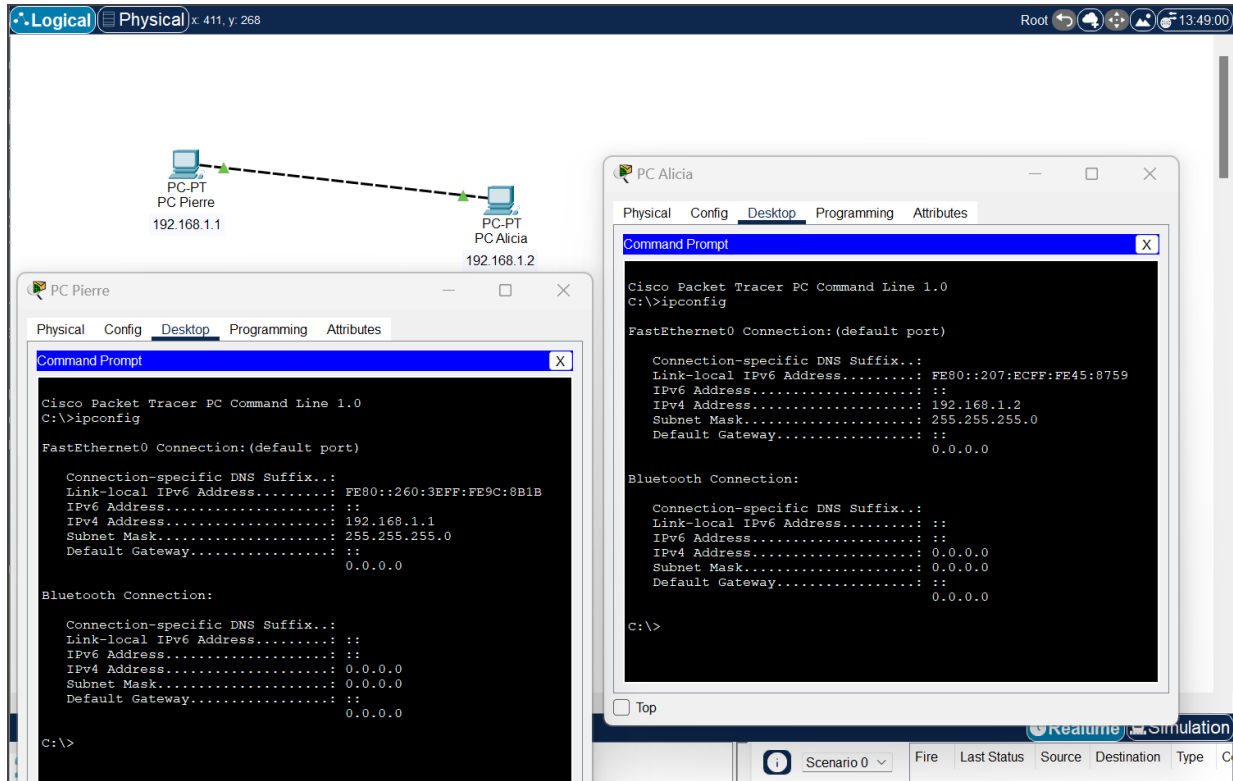 Logical Physical x: 411, y: 268 Root 13:49:00
PC-PT
PC Pierre
192.168.1.1
PC-PT
PC Alicia
192.168.1.2
PC Pierre
Physical Config Desktop Programming Attributes
Command Prompt X
Cisco Packet Tracer PC Command Line 1.0
C:\>ipconfig
FastEthernet0 Connection:(default port)
Connection-specific DNS Suffix..:
Link-local IPv6 Address.........: FE80::260:3EFF:FE9C:8B1B
IPv6 Address....................: ::
IPv4 Address....................: 192.168.1.1
Subnet Mask.....................: 255.255.255.0
Default Gateway.................: ::
0.0.0.0
Bluetooth Connection:
Connection-specific DNS Suffix..:
Link-local IPv6 Address.........: ::
IPv6 Address....................: ::
IPv4 Address....................: 0.0.0.0
Subnet Mask.....................: 0.0.0.0
Default Gateway.................: ::
0.0.0.0
C:\>
PC Alicia
Physical Config Desktop Programming Attributes
Command Prompt X
Cisco Packet Tracer PC Command Line 1.0
C:\>ipconfig
FastEthernet0 Connection:(default port)
Connection-specific DNS Suffix..:
Link-local IPv6 Address.........: FE80::207:ECFF:FE45:8759
IPv6 Address....................: ::
IPv4 Address....................: 192.168.1.2
Subnet Mask.....................: 255.255.255.0
Default Gateway.................: ::
0.0.0.0
Bluetooth Connection:
Connection-specific DNS Suffix..:
Link-local IPv6 Address.........: ::
IPv6 Address....................: ::
IPv4 Address....................: 0.0.0.0
Subnet Mask.....................: 0.0.0.0
Default Gateway.................: ::
0.0.0.0
C:\>
Top
Realtime Simulation
Scenario 0 Fire Last Status Source Destination Type